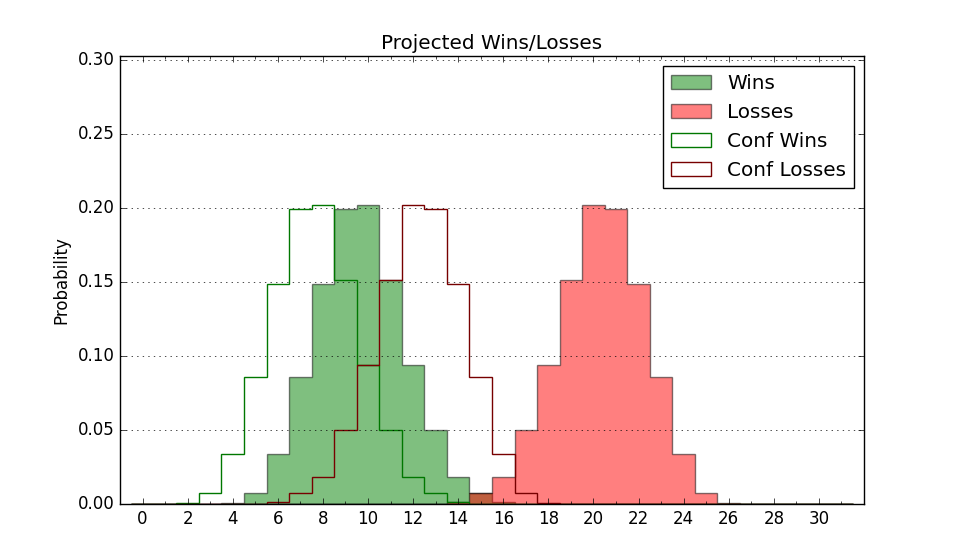 Projected Wins/Losses
Wins
Losses
Conf Wins
Conf Losses
Probability
0.30
0.25
0.20
0.15
0.10
0.05
0.00
0 2 4 6 8 10 12 14 16 18 20 22 24 26 28 30